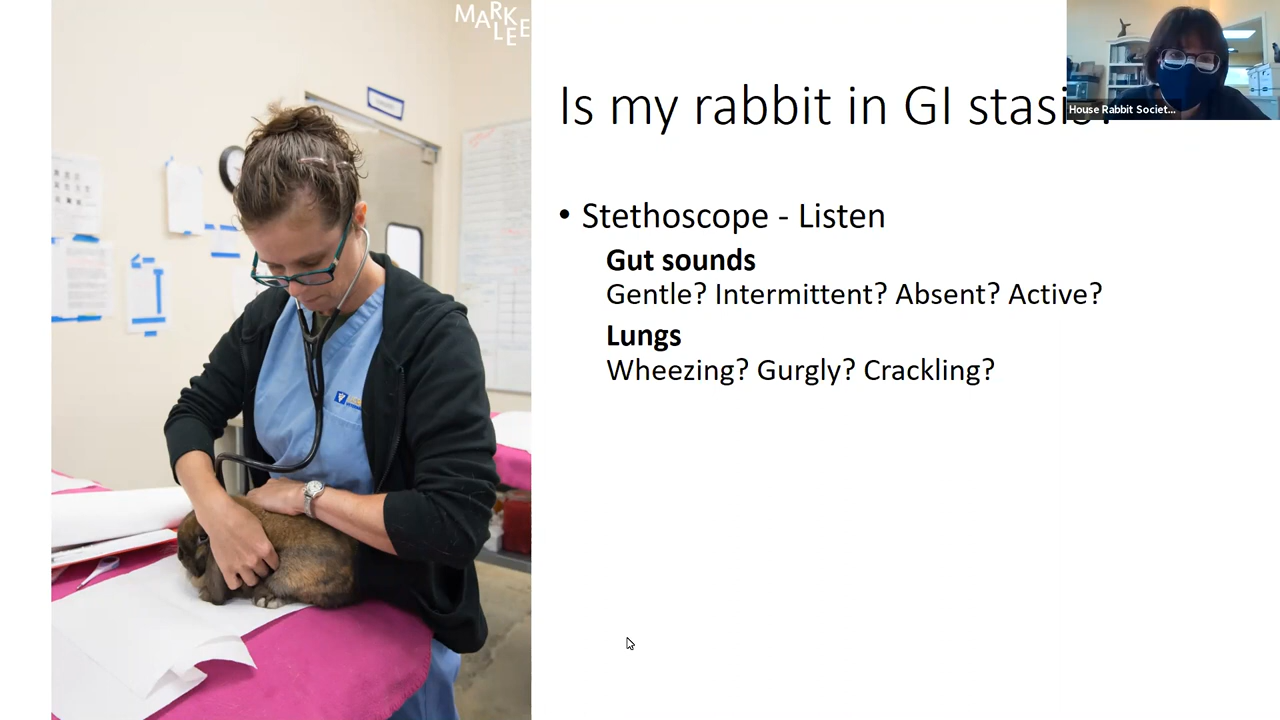 MARK
LEE
Is my rabbit in GI stasis?
House Rabbit Societ...
• Stethoscope - Listen
Gut sounds
Gentle? Intermittent? Absent? Active?
Lungs
Wheezing? Gurgly? Crackling?